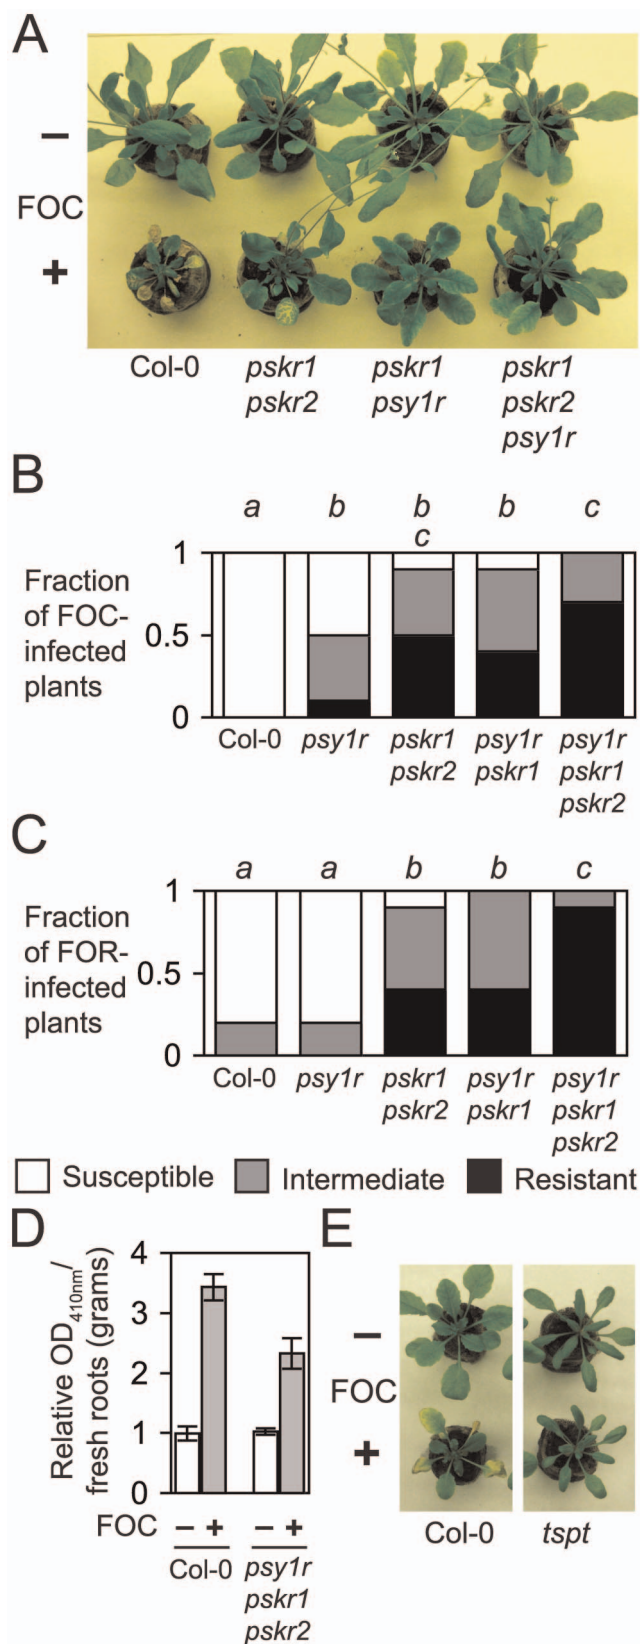 A
−
FOC
+
Col-0 pskr1 pskr1 pskr1
pskr2 psy1r pskr2
psy1r
B
a b b b c
c
Fraction
of FOC-
infected
plants
1
0.5
0
Col-0 psy1r pskr1 psy1r psy1r
pskr2 pskr1 pskr1
pskr2
C
a a b b c
Fraction
of FOR-
infected
plants
1
0.5
0
Col-0 psy1r pskr1 psy1r psy1r
pskr2 pskr1 pskr1
pskr2
Susceptible Intermediate Resistant
D
Relative OD410nm/
fresh roots (grams)
4
3
2
1
0
FOC − + − +
Col-0 psy1r
pskr1
pskr2
E
−
FOC
+
Col-0 tspt